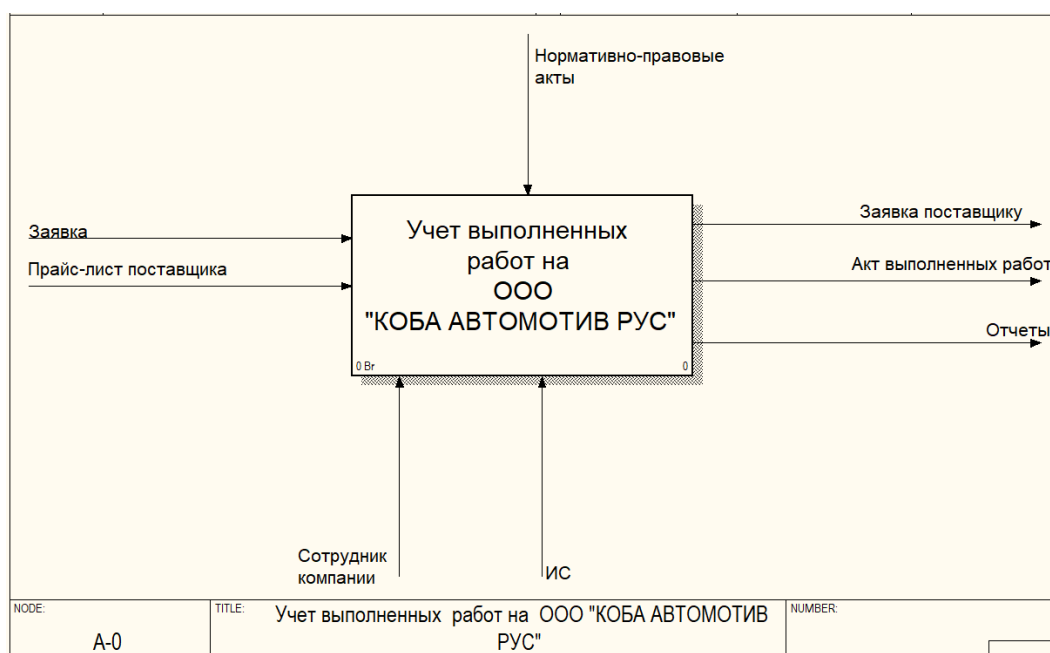 Нормативно-правовые
акты
Заявка
Прайс-лист поставщика
Учет выполненных
работ на
ООО
"КОБА АВТОМОТИВ РУС"
0 Br
0
Заявка поставщику
Акт выполненных работ
Отчеты
Сотрудник
компании
ИС
NODE:
A-0
TITLE:
Учет выполненных работ на ООО "КОБА АВТОМОТИВ
РУС"
NUMBER: